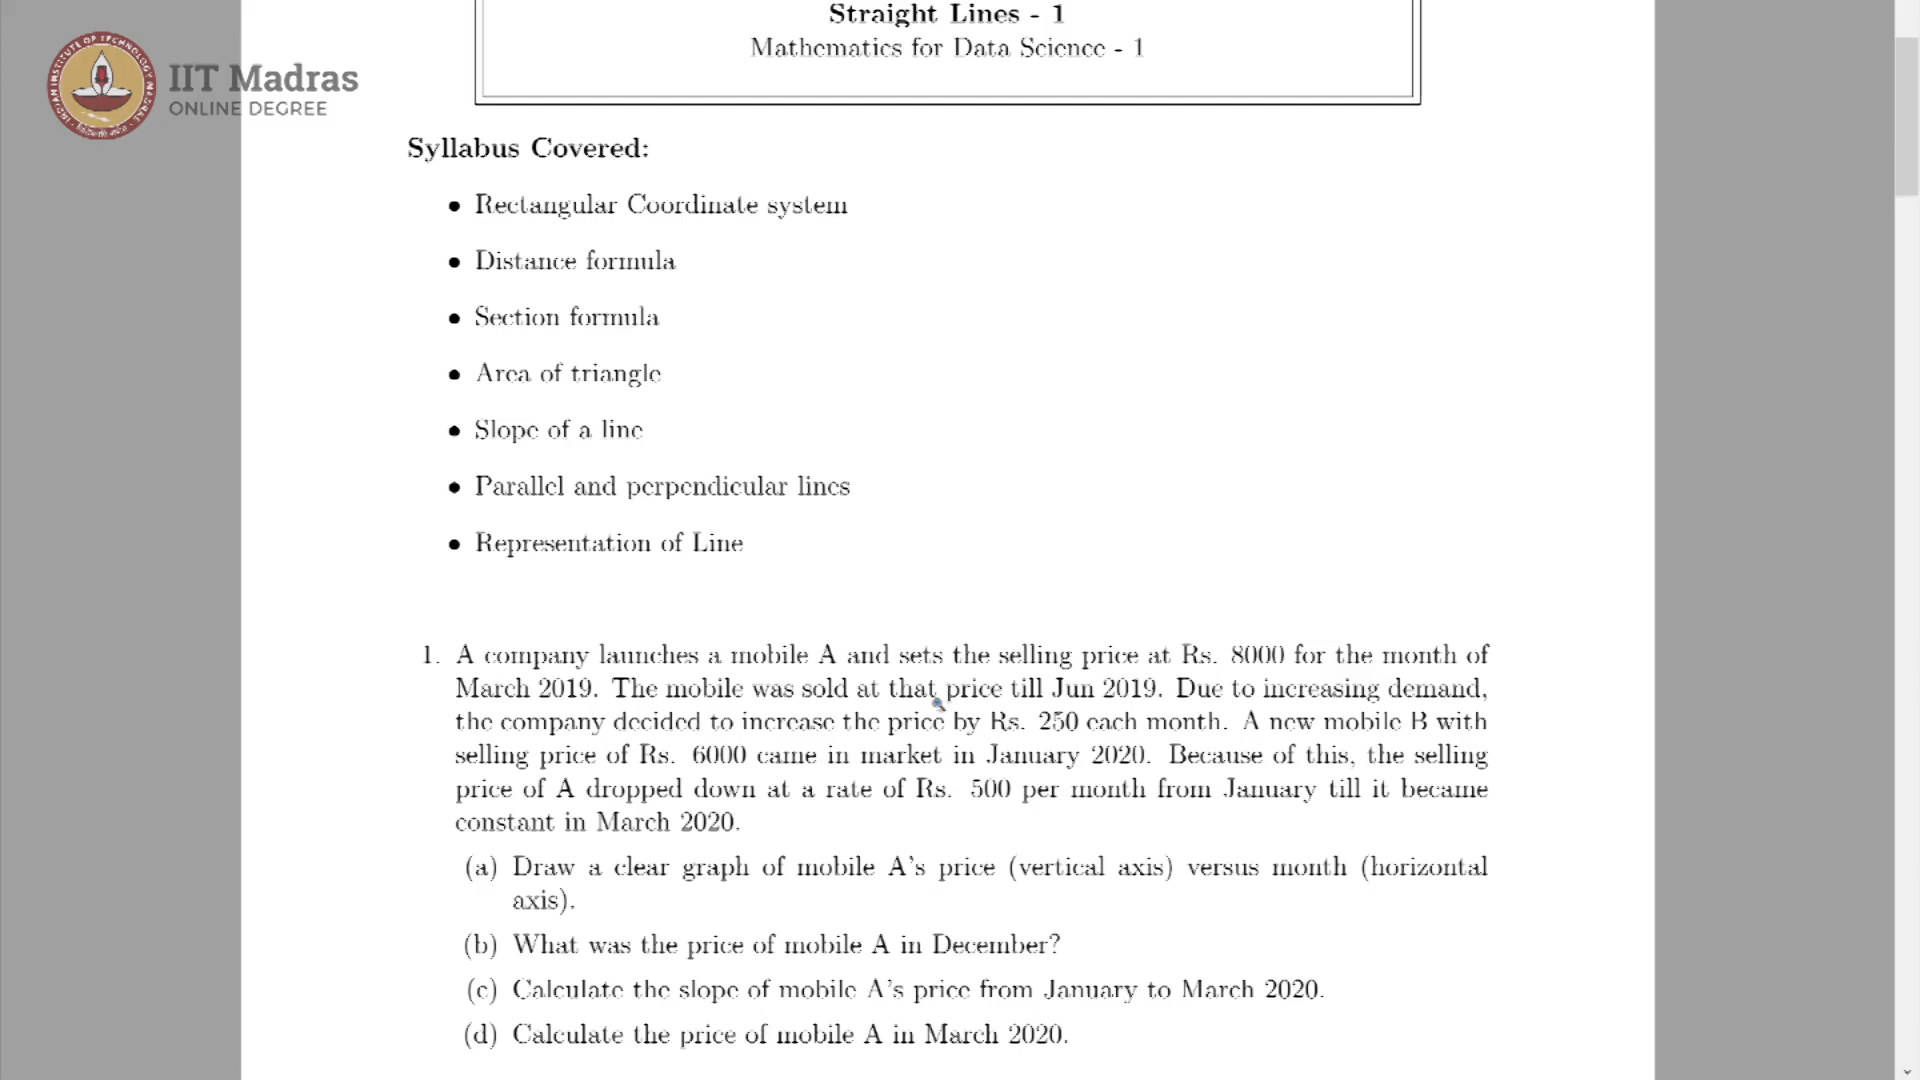 Straight Lines - 1
Mathematics for Data Science - 1
IIT Madras
ONLINE DEGREE
Syllabus Covered:
• Rectangular Coordinate system
• Distance formula
• Section formula
• Area of triangle
• Slope of a line
• Parallel and perpendicular lines
• Representation of Line
1. A company launches a mobile A and sets the selling price at Rs. 8000 for the month of
March 2019. The mobile was sold at that price till Jun 2019. Due to increasing demand,
the company decided to increase the price by Rs. 250 each month. A new mobile B with
selling price of Rs. 6000 came in market in January 2020. Because of this, the selling
price of A dropped down at a rate of Rs. 500 per month from January till it became
constant in March 2020.
(a) Draw a clear graph of mobile A's price (vertical axis) versus month (horizontal
axis).
(b) What was the price of mobile A in December?
(c) Calculate the slope of mobile A's price from January to March 2020.
(d) Calculate the price of mobile A in March 2020.